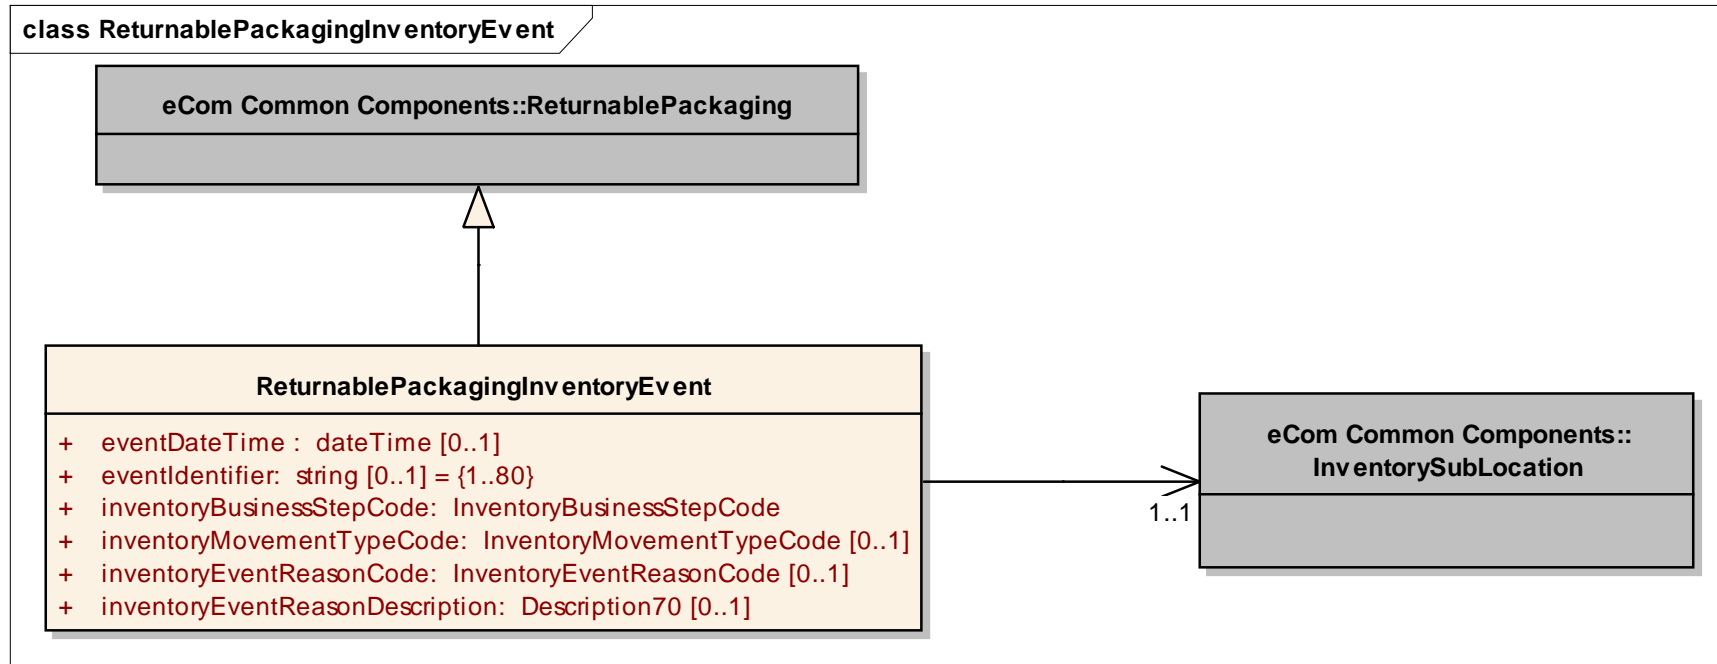 class ReturnablePackagingInventoryEvent
eCom Common Components::ReturnablePackaging
ReturnablePackagingInventoryEvent
+ eventDateTime : dateTime [0..1]
+ eventIdentifier: string [0..1] = {1..80}
+ inventoryBusinessStepCode: InventoryBusinessStepCode
+ inventoryMovementTypeCode: InventoryMovementTypeCode [0..1]
+ inventoryEventReasonCode: InventoryEventReasonCode [0..1]
+ inventoryEventReasonDescription: Description70 [0..1]
1..1
eCom Common Components::
InventorySubLocation